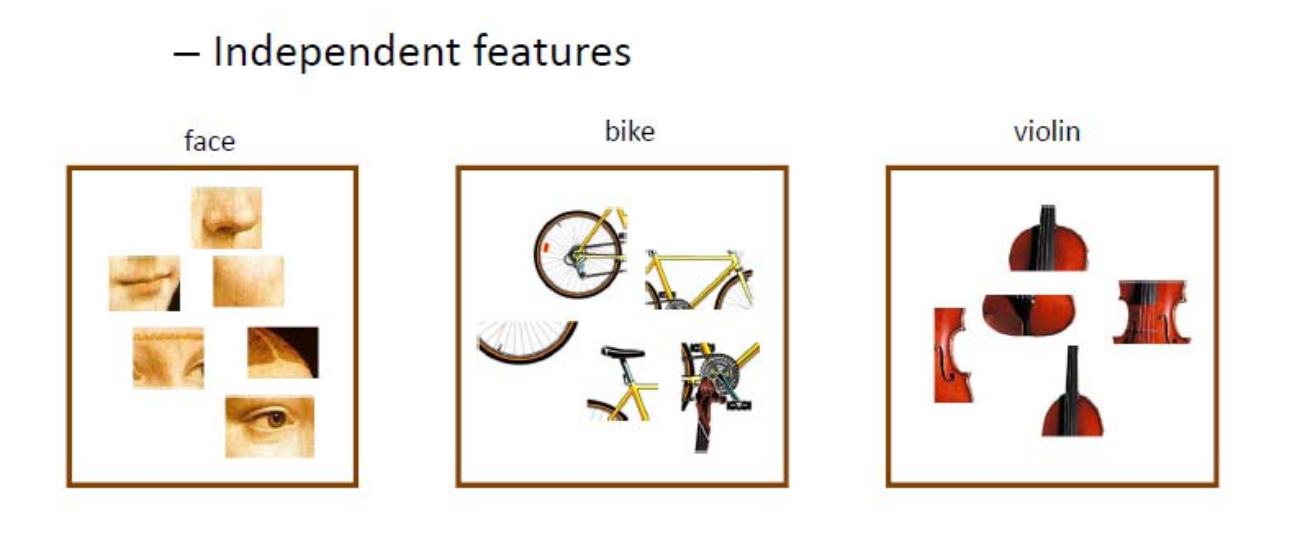 – Independent features
face
bike
violin